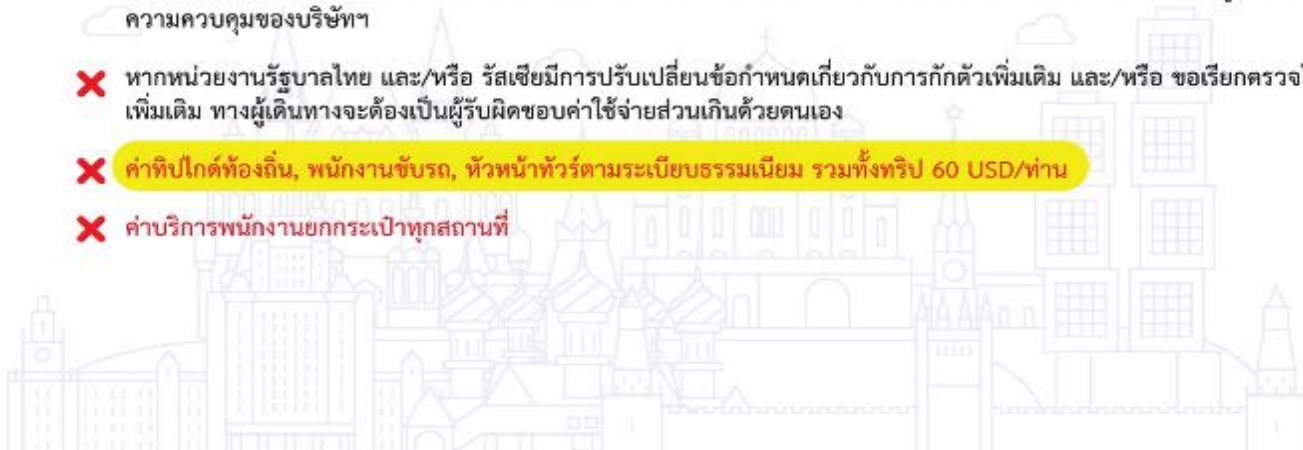 ความควบคุมของบริษัทฯ
หากหน่วยงานรัฐบาลไทย และ/หรือ รัสเซียมีการปรับเปลี่ยนข้อกำหนดเกี่ยวกับการกักตัวเพิ่มเติม และ/หรือ ขอเรียกตรวจ
เพิ่มเติม ทางผู้เดินทางจะต้องเป็นผู้รับผิดชอบค่าใช้จ่ายส่วนเกินด้วยตนเอง
ค่าทิปไกด์ท้องถิ่น, พนักงานขับรถ, หัวหน้าทัวร์ตามระเบียบธรรมเนียม รวมทั้งทริป 60 USD/ท่าน
ค่าบริการพนักงานยกกระเป๋าทุกสถานที่